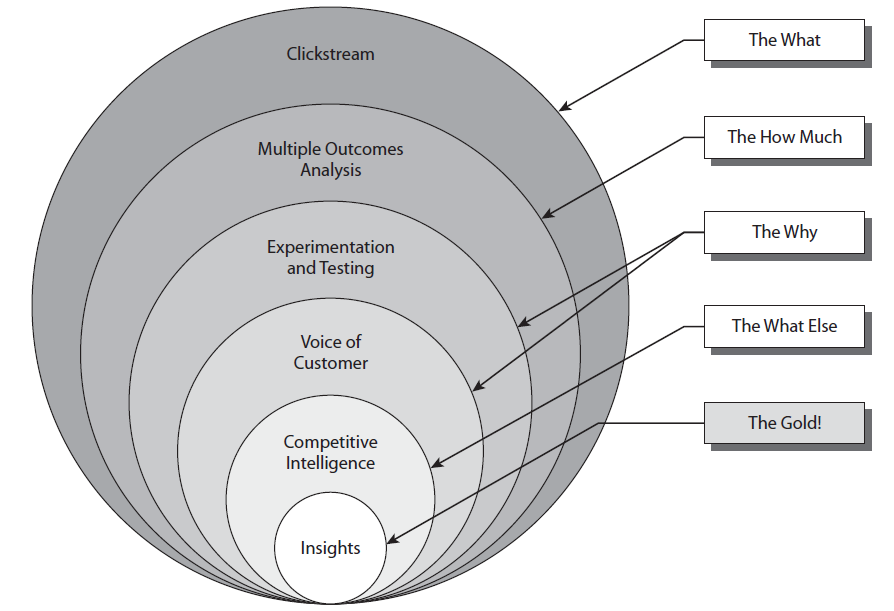 Clickstream
Multiple Outcomes
Analysis
Experimentation
and Testing
Voice of
Customer
Competitive
Intelligence
Insights
The What
The How Much
The Why
The What Else
The Gold!